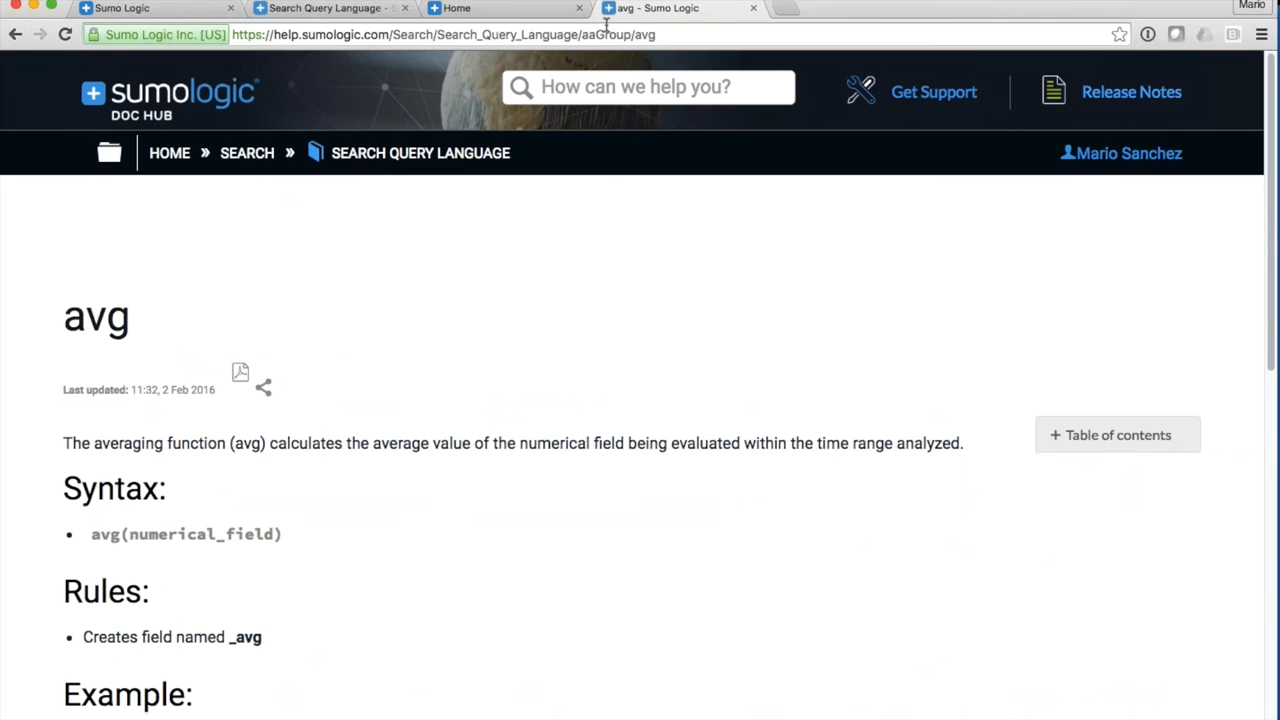 Sumo Logic
Search Query Language - S
Home
avg - Sumo Logic
Mario
Sumo Logic Inc. [US]
https://help.sumologic.com/Search/Search_Query_Language/aaGroup/avg
sumologic
DOC HUB
How can we help you?
Get Support
Release Notes
HOME » SEARCH » SEARCH QUERY LANGUAGE
Mario Sanchez
avg
Last updated: 11:32, 2 Feb 2016
The averaging function (avg) calculates the average value of the numerical field being evaluated within the time range analyzed.
+ Table of contents
Syntax:
• avg(numerical_field)
Rules:
• Creates field named _avg
Example: